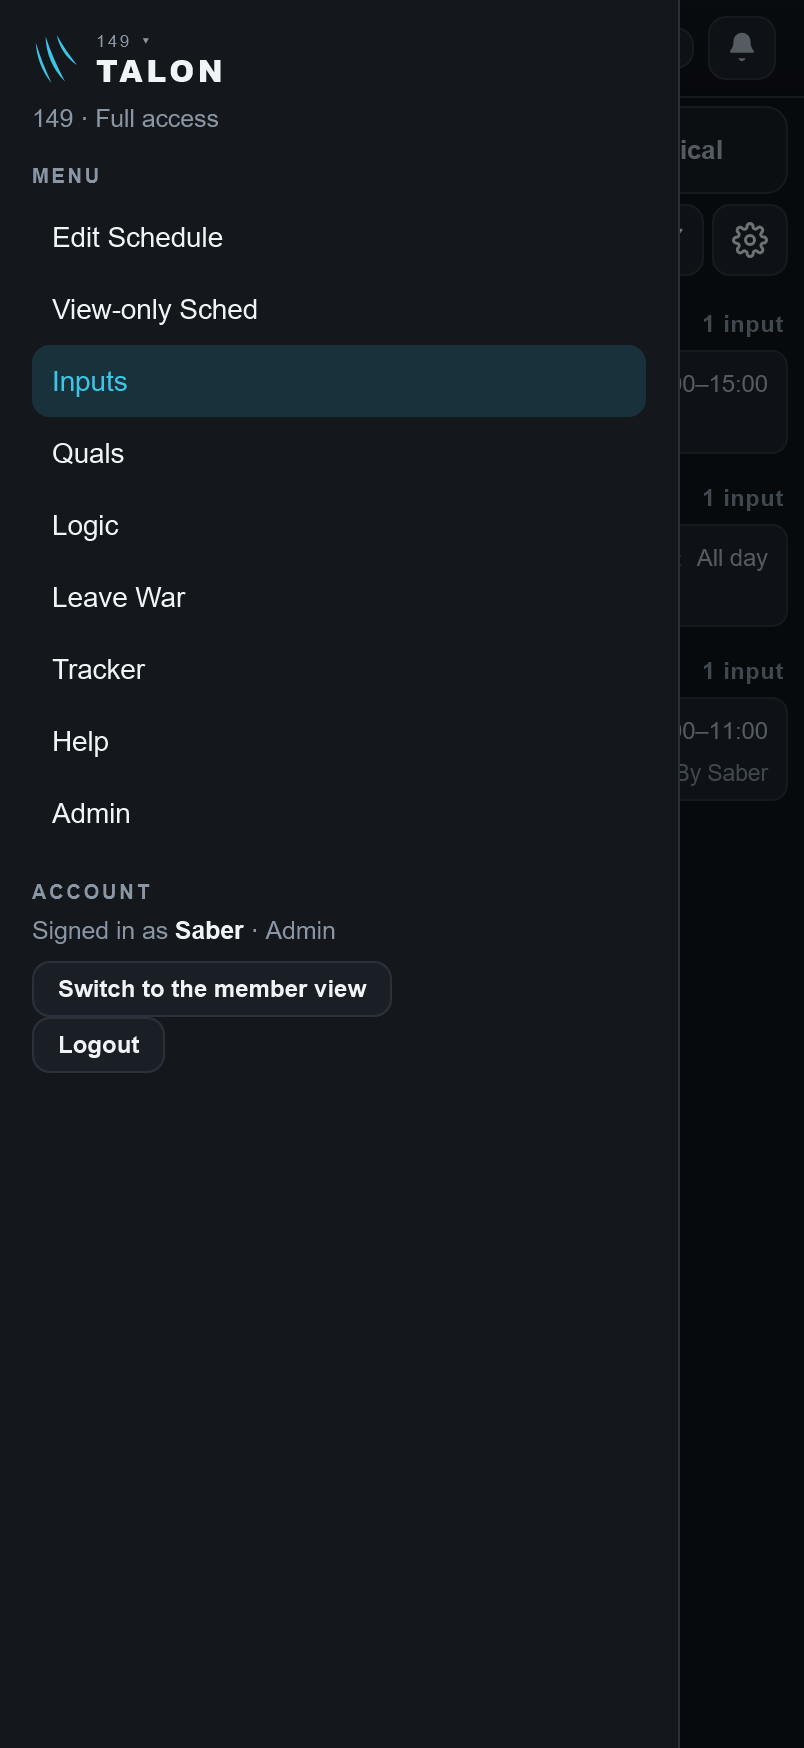 149 ▾
TALON
149 · Full access
MENU
Edit Schedule
View-only Sched
Inputs
Quals
Logic
Leave War
Tracker
Help
Admin
ACCOUNT
Signed in as Saber · Admin
Switch to the member view
Logout
ical
1 input
0–15:00
1 input
All day
1 input
0–11:00
By Saber